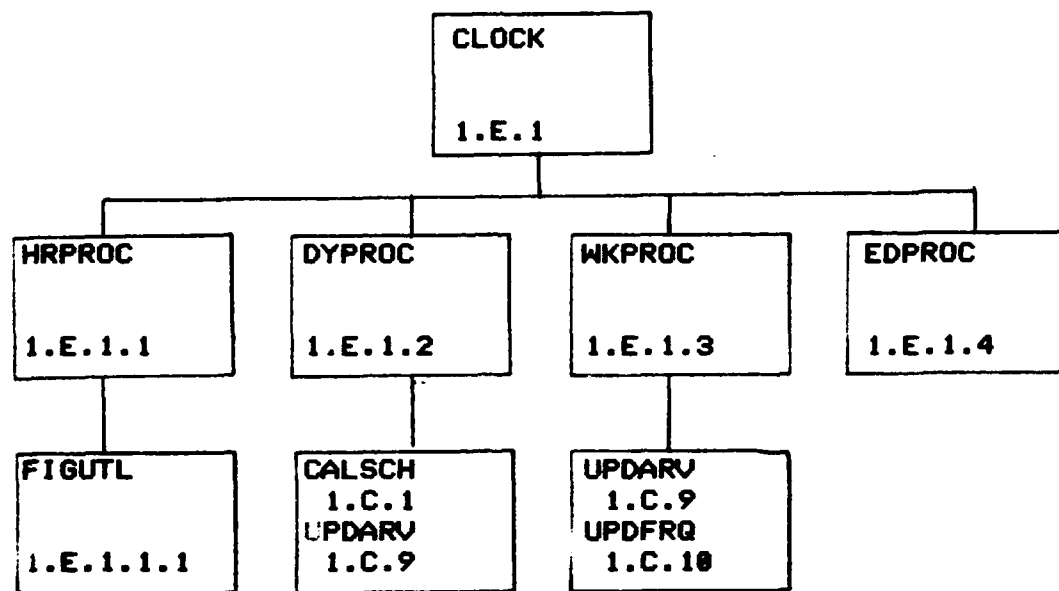 CLOCK
1.E.1
HRPROC
1.E.1.1
DYPROC
1.E.1.2
WKPROC
1.E.1.3
EDPROC
1.E.1.4
FIGUTL
1.E.1.1.1
CALSCH
1.C.1
UPDARV
1.C.9
UPDARV
1.C.9
UPDFRQ
1.C.10